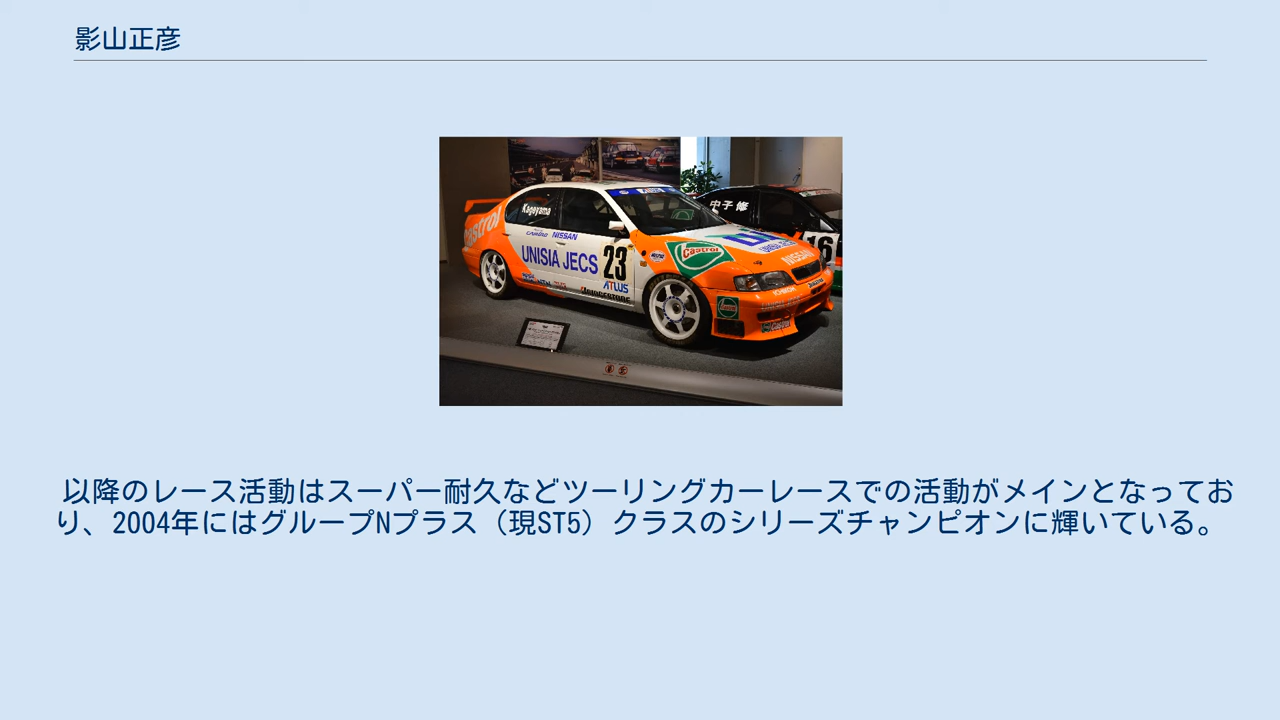 影山正彦
Kageyama
中子 修
Castrol
CAMINO NISSAN
UNISIA JECS
23
16
Castrol
NISSAN
ATLUS
BRIDGESTONE
以降のレース活動はスーパー耐久などツーリングカーレースでの活動がメインとなってお
り、2004年にはグループNプラス（現ST5）クラスのシリーズチャンピオンに輝いている。